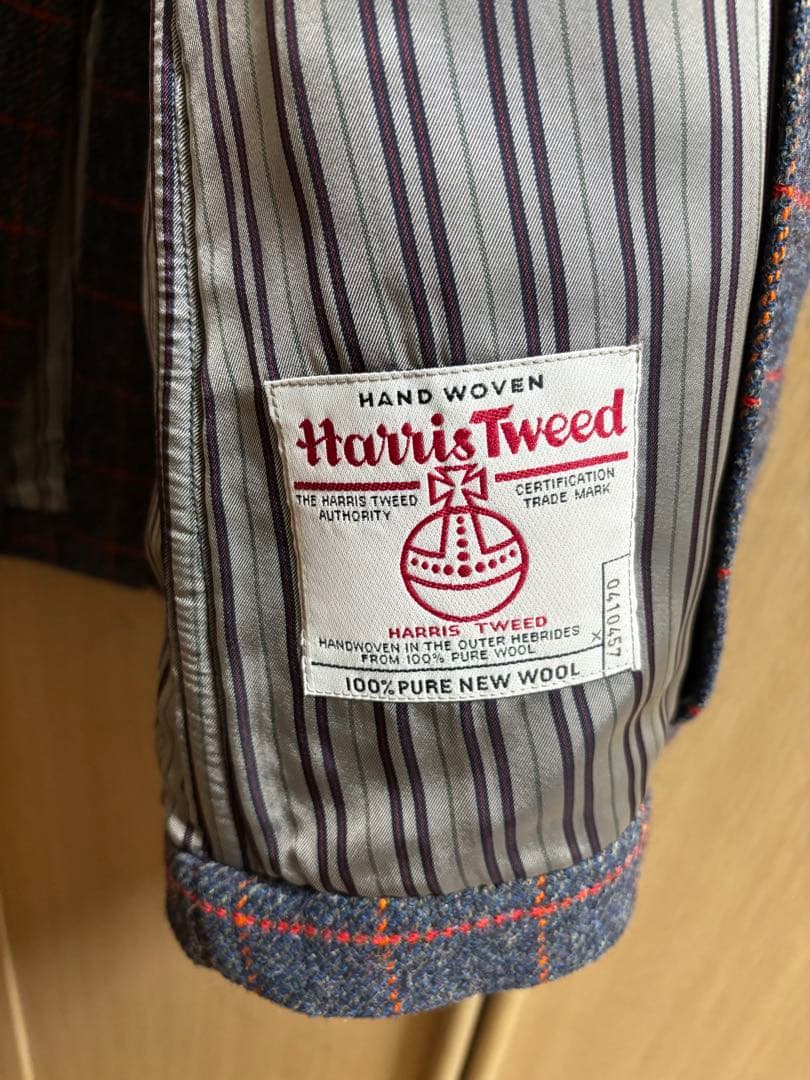 HAND WOVEN
Harris Tweed
THE HARRIS TWEED
AUTHORITY
CERTIFICATION
TRADE MARK
HARRIS TWEED
HANDWOVEN IN THE OUTER HEBRIDES
FROM 100% PURE WOOL
X 0410457
100% PURE NEW WOOL